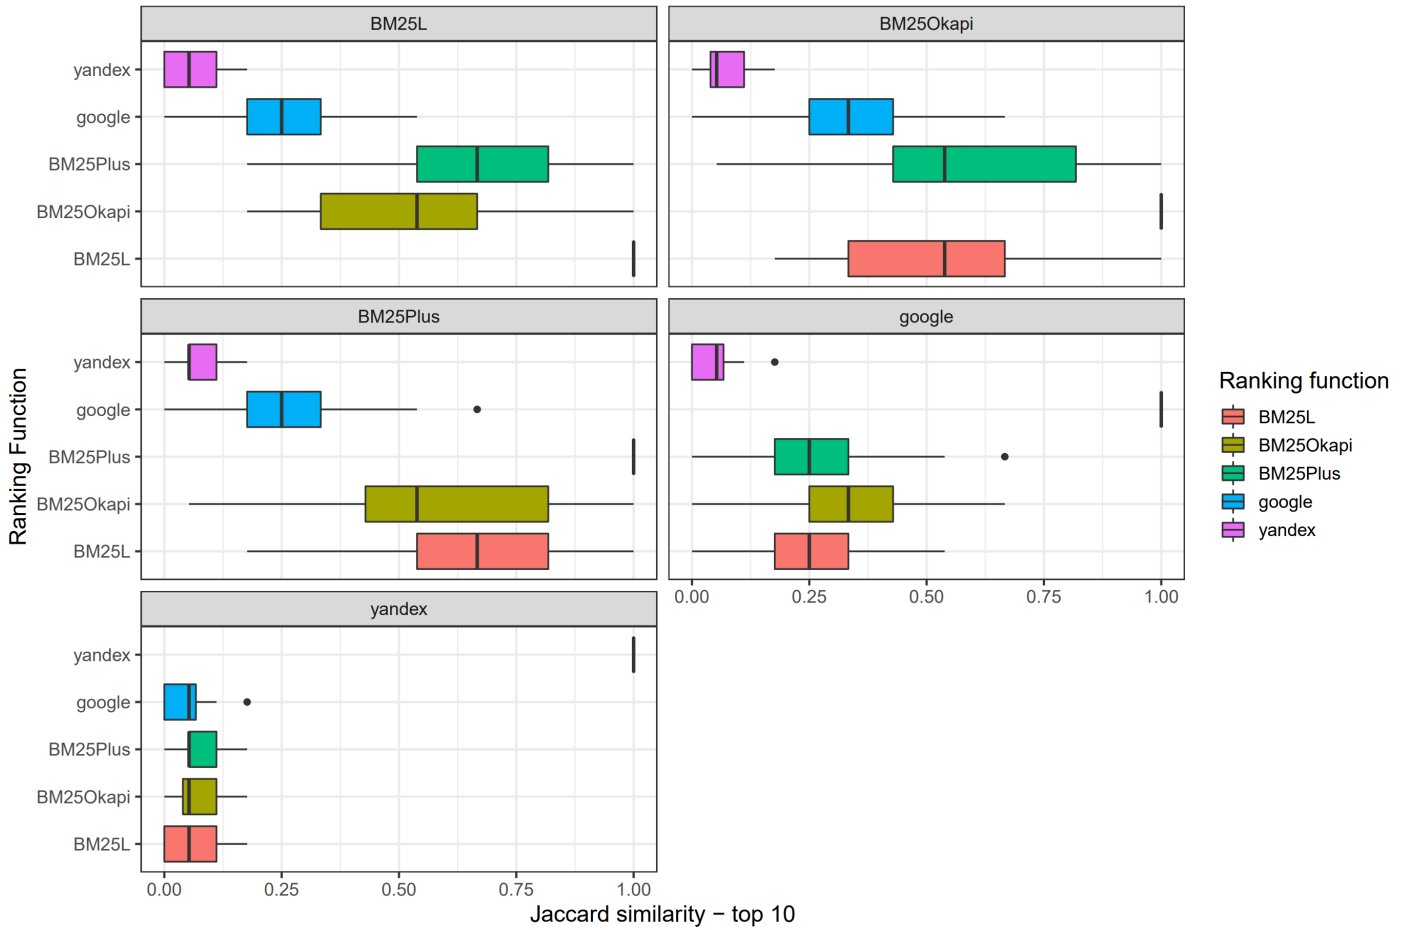 BM25L
BM25Okapi
yandex
google
BM25Plus
BM25Okapi
BM25L
BM25Plus
google
yandex
google
BM25Plus
BM25Okapi
BM25L
0.00 0.25 0.50 0.75 1.00
yandex
yandex
google
BM25Plus
BM25Okapi
BM25L
0.00 0.25 0.50 0.75 1.00
Jaccard similarity − top 10
Ranking Function
Ranking function
BM25L
BM25Okapi
BM25Plus
google
yandex